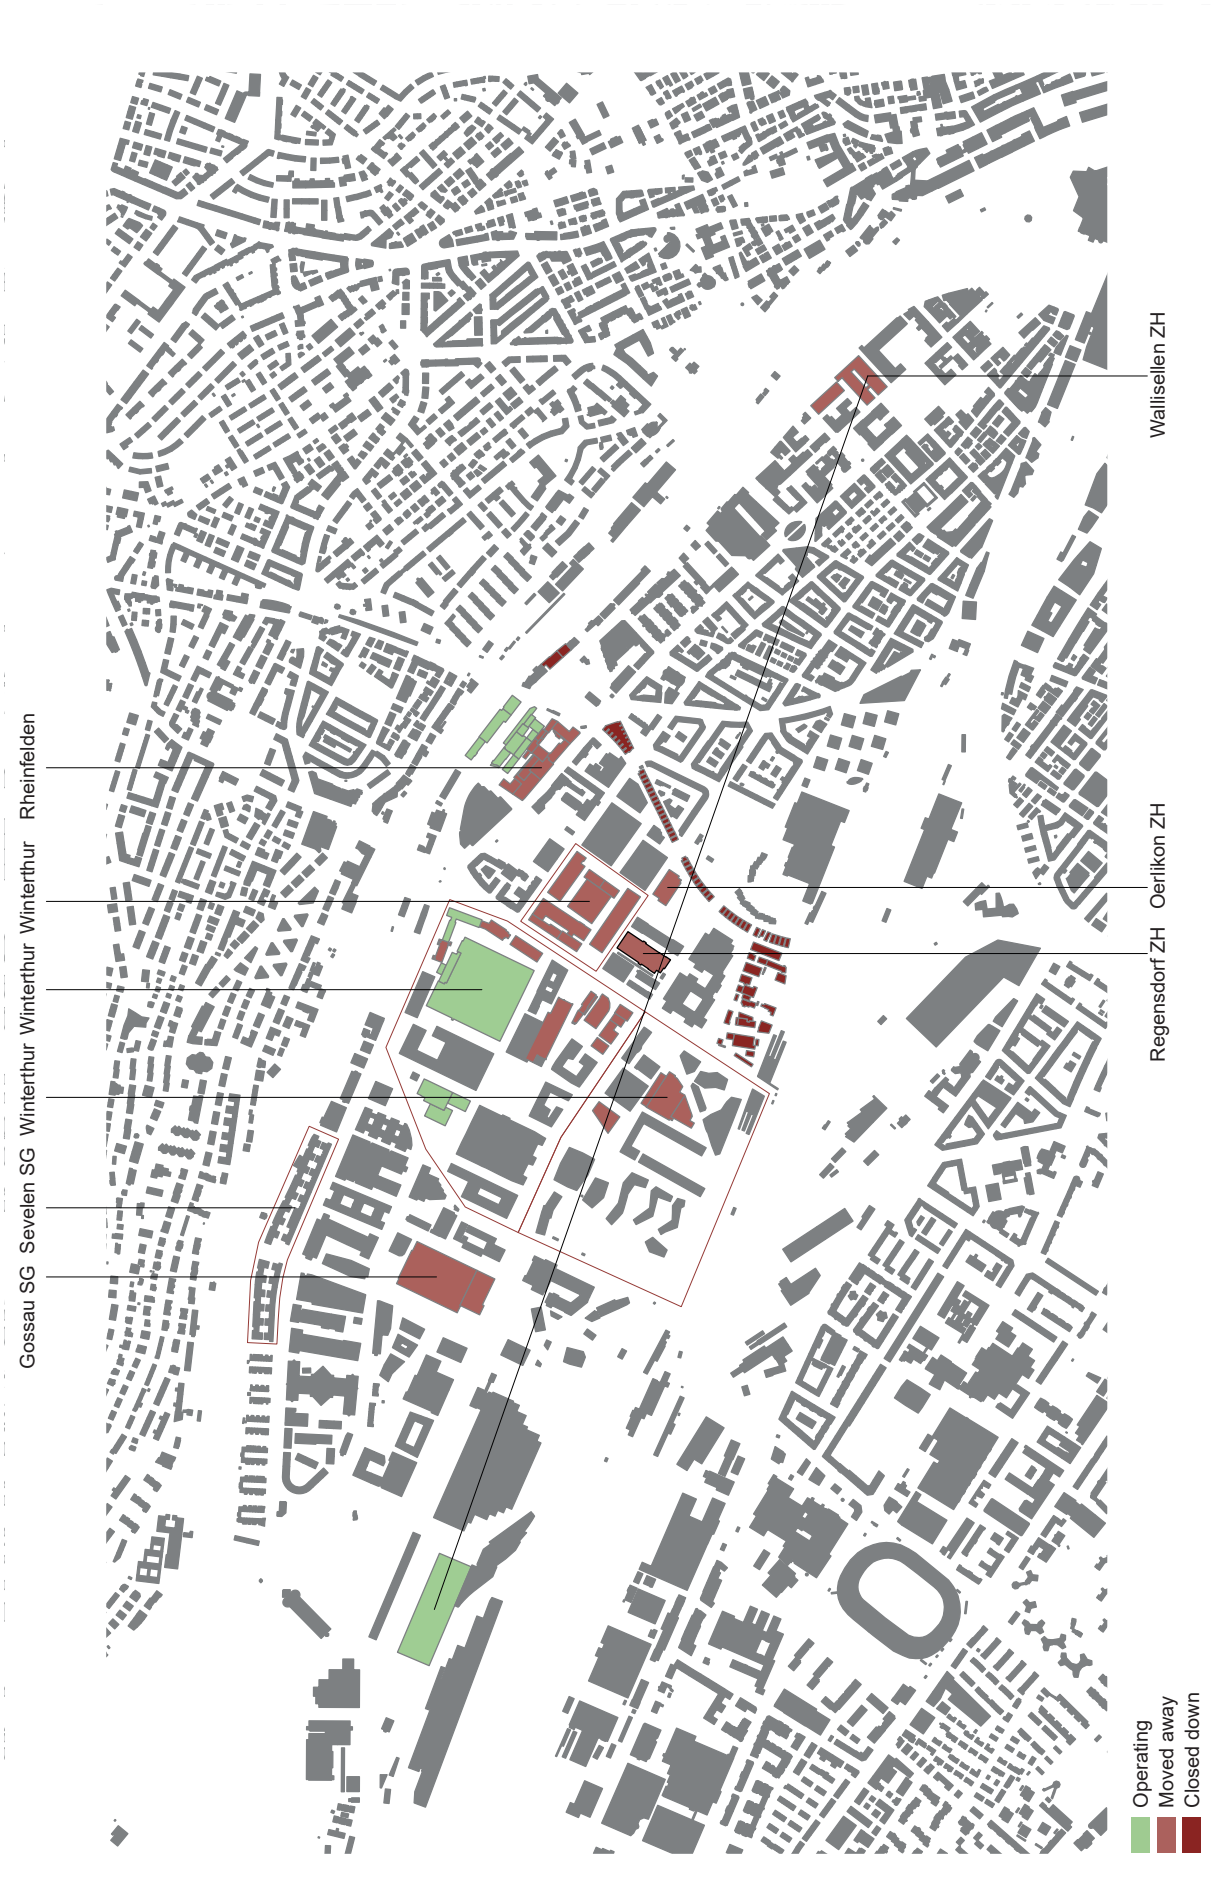 Gossau SG Sevelen SG Winterthur Winterthur Winterthur Rheinfelden
Regensdorf ZH Oerlikon ZH Wallisellen ZH
Operating
Moved away
Closed down